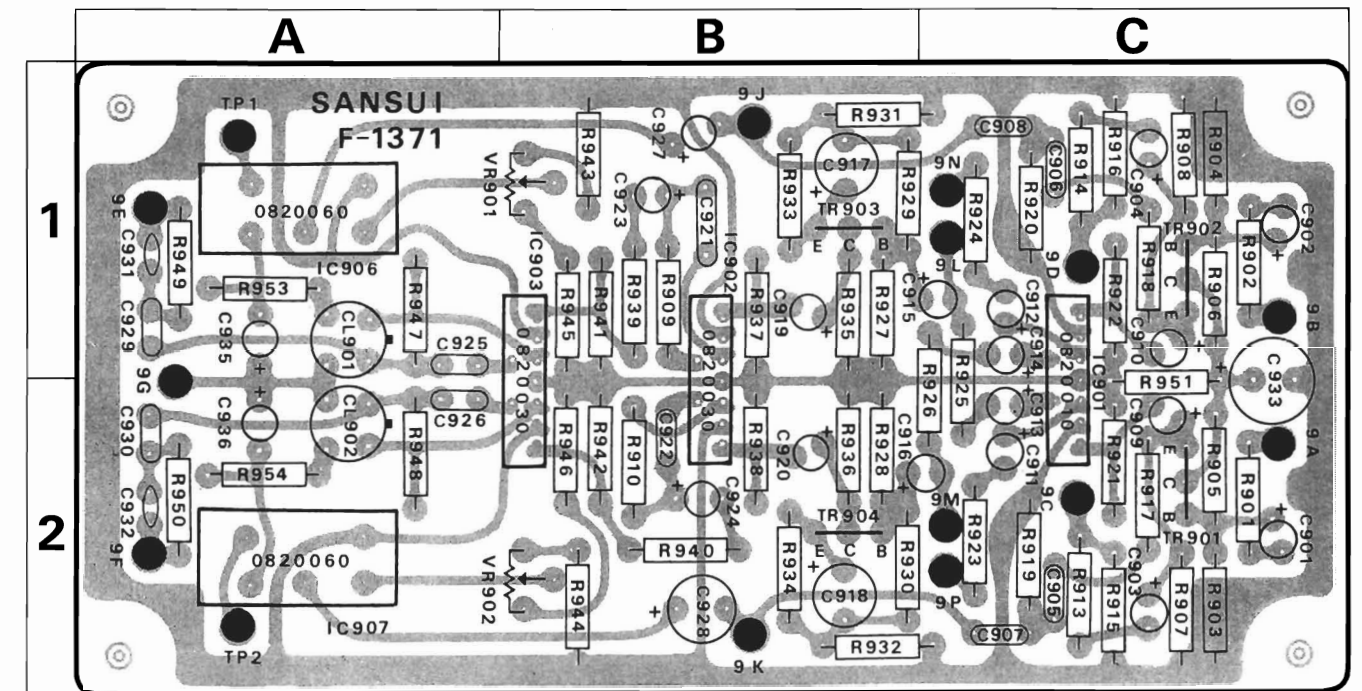 A B C
1
2
SANSUI
F-1371
TP1
9J
R931
C908
C927
R943
VR901
C923
C921
IC902
R933
C917
TR903
E C B
R929
9N
R924
9L
R920
C906
R914
R916
C904
R908
R904
TR902
B C E
R918
R902
C902
9E
C931
R949
0820060
IC906
IC903
R953
C929
C935
CL901
R947
C925
0820030
R945
R941
R939
R909
0820030
R937
C919
R935
R927
C915
C912
C914
9D
R922
0820010
IC901
C910
R906
9B
C933
R951
9G
C930
C936
CL902
R948
C926
R954
R946
R942
R910
C922
R938
C920
R936
R928
C916
R926
R925
C913
C911
C909
R921
R917
E C B
TR901
R905
R901
9A
C901
C932
R950
9F
0820060
IC907
TP2
C924
R940
VR902
R944
C928
9K
TR904
E C B
R934
C918
R930
R932
9M
R923
9P
C907
9C
R919
C905
R913
R915
C903
R907
R903